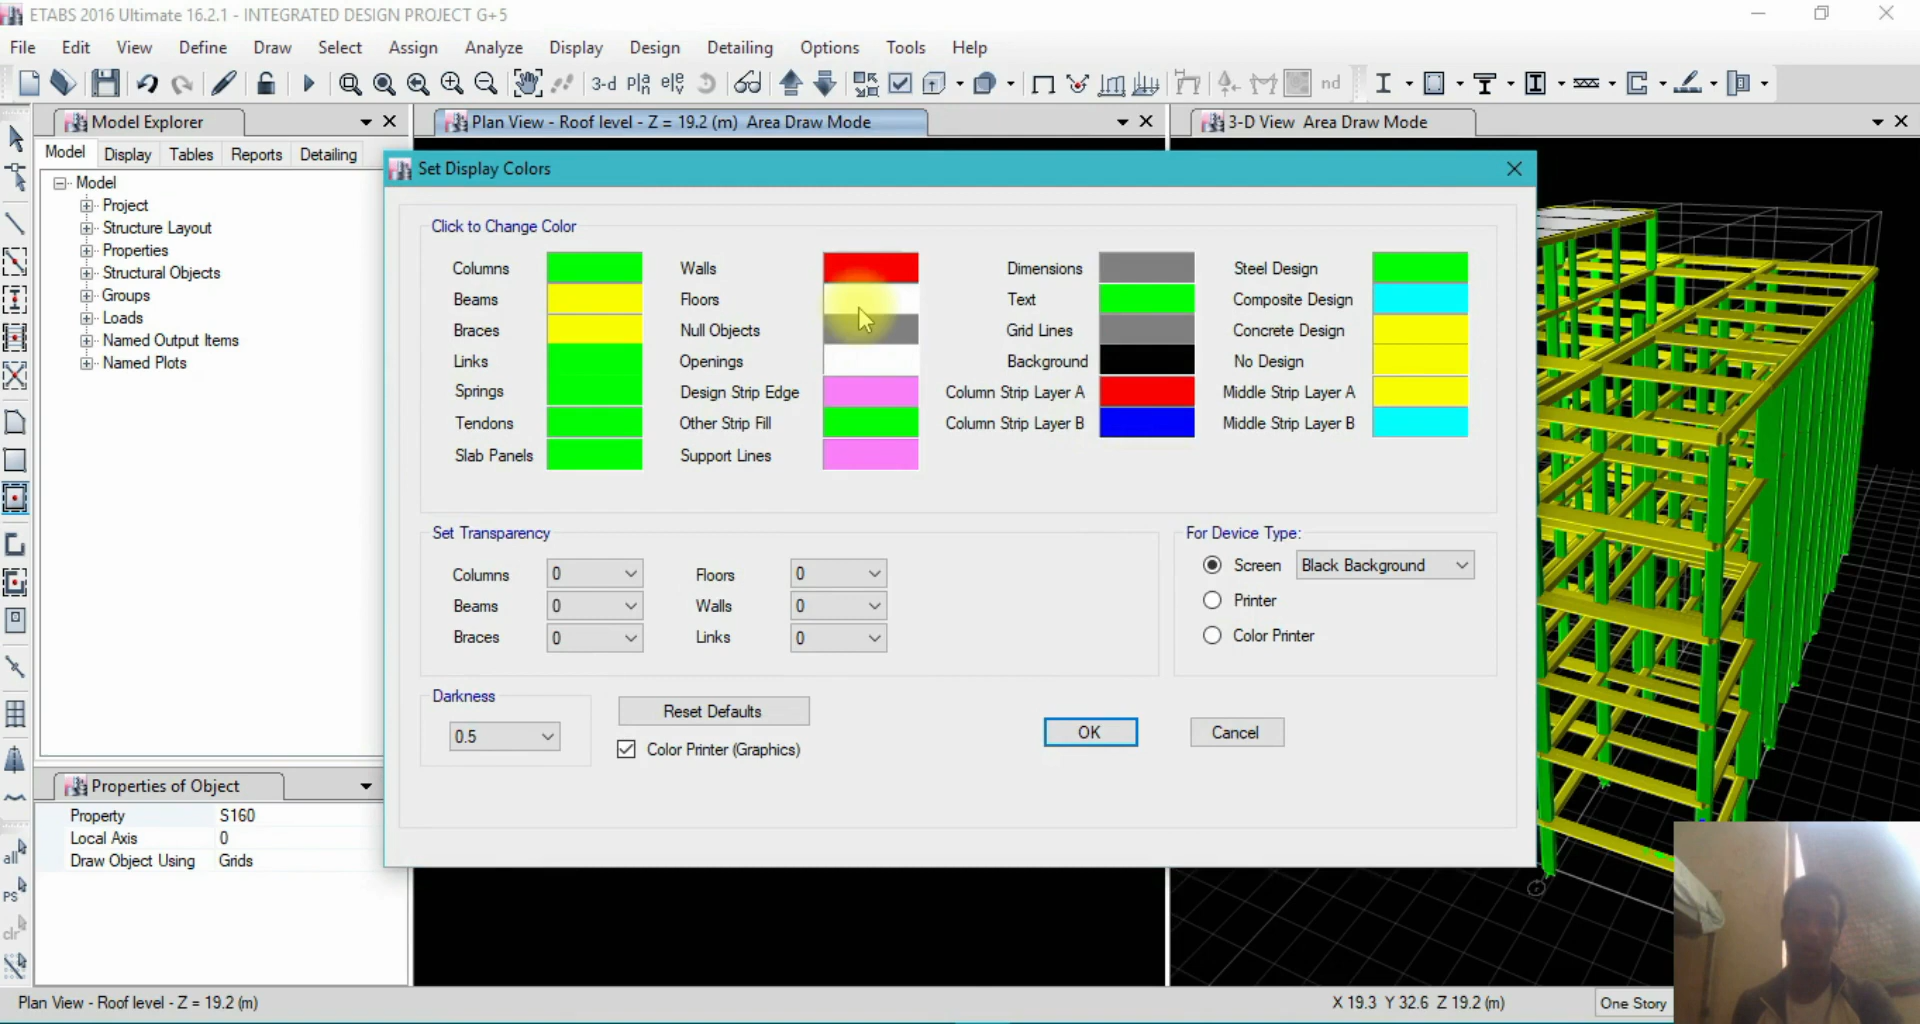 ETABS 2016 Ultimate 16.2.1 - INTEGRATED DESIGN PROJECT G+5
File Edit View Define Draw Select Assign Analyze Display Design Detailing Options Tools Help
3-d pla ele nd
Model Explorer
Plan View - Roof level - Z = 19.2 (m) Area Draw Mode
3-D View Area Draw Mode
Model Display Tables Reports Detailing
Model
Project
Structure Layout
Properties
Structural Objects
Groups
Loads
Named Output Items
Named Plots
Set Display Colors
Click to Change Color
Columns Walls Dimensions Steel Design
Beams Floors Text Composite Design
Braces Null Objects Grid Lines Concrete Design
Links Openings Background No Design
Springs Design Strip Edge Column Strip Layer A Middle Strip Layer A
Tendons Other Strip Fill Column Strip Layer B Middle Strip Layer B
Slab Panels Support Lines
Set Transparency
Columns 0 Floors 0
Beams 0 Walls 0
Braces 0 Links 0
For Device Type:
Screen Black Background
Printer
Color Printer
Darkness
0.5
Reset Defaults
Color Printer (Graphics)
OK
Cancel
Properties of Object
Property S160
Local Axis 0
Draw Object Using Grids
all
PS
clr
Plan View - Roof level - Z = 19.2 (m)
X 19.3 Y 32.6 Z 19.2 (m)
One Story